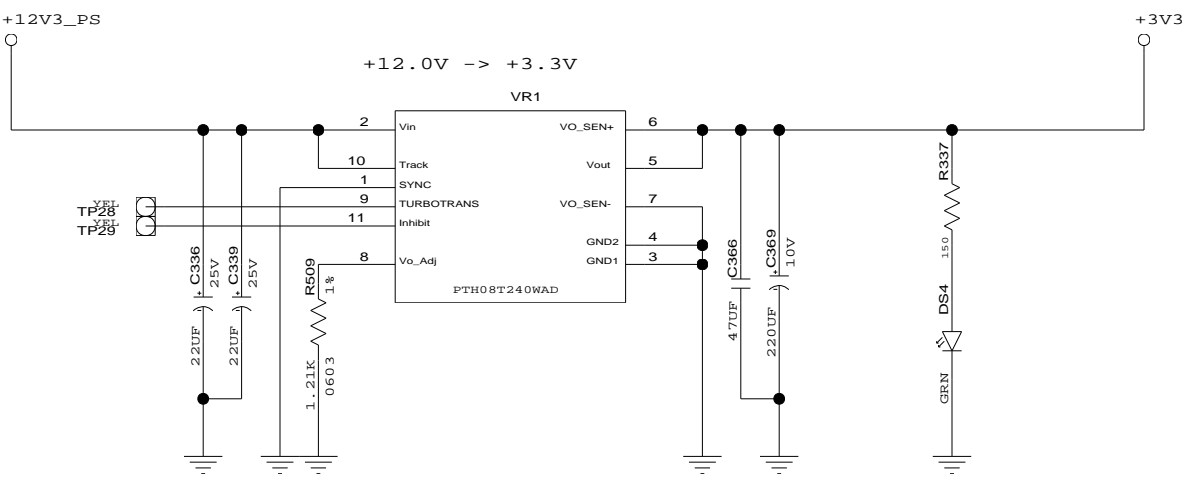 +12V3_PS
+3V3
+12.0V -> +3.3V
VR1
2
Vin
VO_SEN+
6
10
Track
Vout
5
1
SYNC
YEL
TP28
9
TURBOTRANS
VO_SEN-
7
YEL
TP29
11
Inhibit
GND2
4
8
Vo_Adj
GND1
3
PTH08T240WAD
C336
25V
22UF
C339
25V
22UF
R509
1%
1.21K
0603
C366
47UF
C369
10V
220UF
R337
150
DS4
GRN